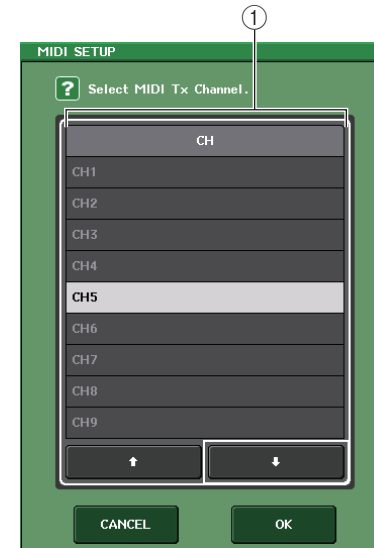 ①
MIDI SETUP
? Select MIDI Tx Channel.
CH
CH1
CH2
CH3
CH4
CH5
CH6
CH7
CH8
CH9
↑ ↓
CANCEL OK